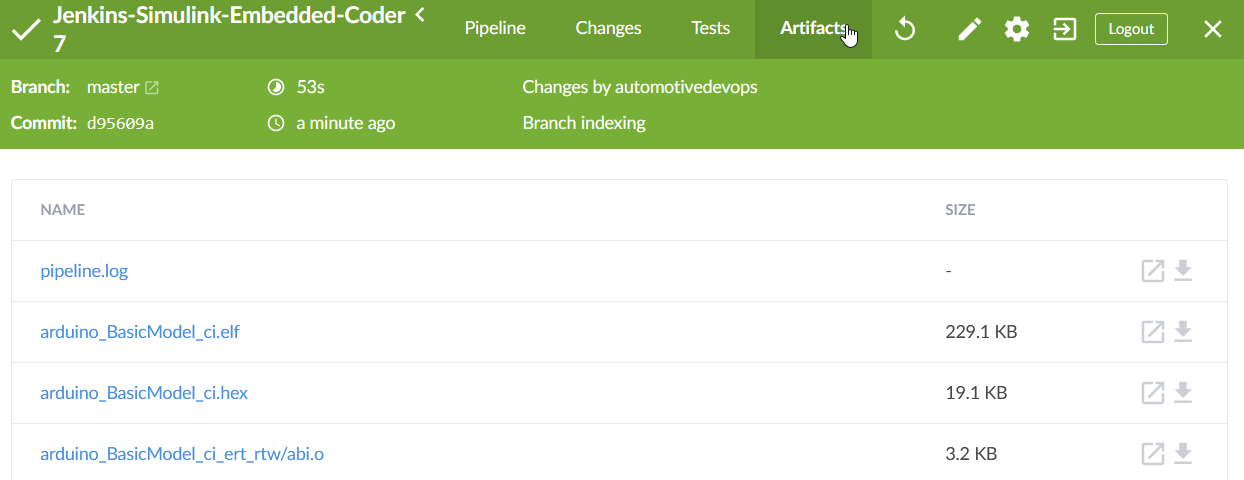 Jenkins-Simulink-Embedded-Coder
7
Pipeline Changes Tests Artifacts Logout
Branch: master 53s Changes by automotivedevops
Commit: d95609a a minute ago Branch indexing
NAME SIZE
pipeline.log -
arduino_BasicModel_ci.elf 229.1 KB
arduino_BasicModel_ci.hex 19.1 KB
arduino_BasicModel_ci_ert_rtw/abi.o 3.2 KB